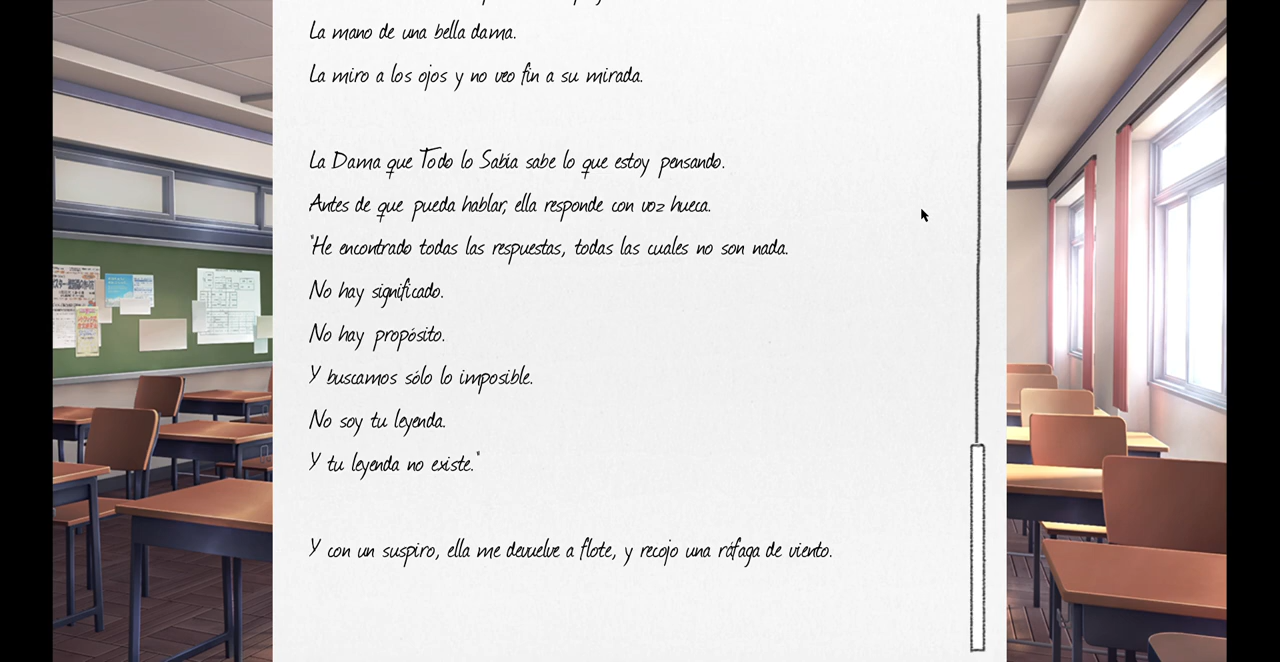 La mano de una bella dama.
La miro a los ojos y no veo fin a su mirada.
La Dama que Todo lo Sabía sabe lo que estoy pensando.
Antes de que pueda hablar, ella responde con voz hueca.
"He encontrado todas las respuestas, todas las cuales no son nada.
No hay significado.
No hay propósito.
Y buscamos sólo lo imposible.
No soy tu leyenda.
Y tu leyenda no existe."
Y con un suspiro, ella me devuelve a flote, y recojo una ráfaga de viento.